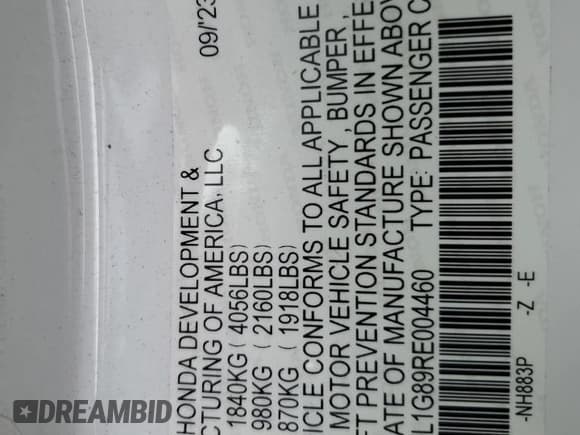 09/'23
HONDA DEVELOPMENT &
CTURING OF AMERICA, LLC
1840KG ( 4056LBS)
980KG ( 2160LBS)
870KG ( 1918LBS)
ICLE CONFORMS TO ALL APPLICABLE
MOTOR VEHICLE SAFETY, BUMPER,
FT PREVENTION STANDARDS IN EFFE
ATE OF MANUFACTURE SHOWN ABOV
L1G89RE004460 TYPE: PASSENGER C
-NH883P -Z -E
DREAMBID